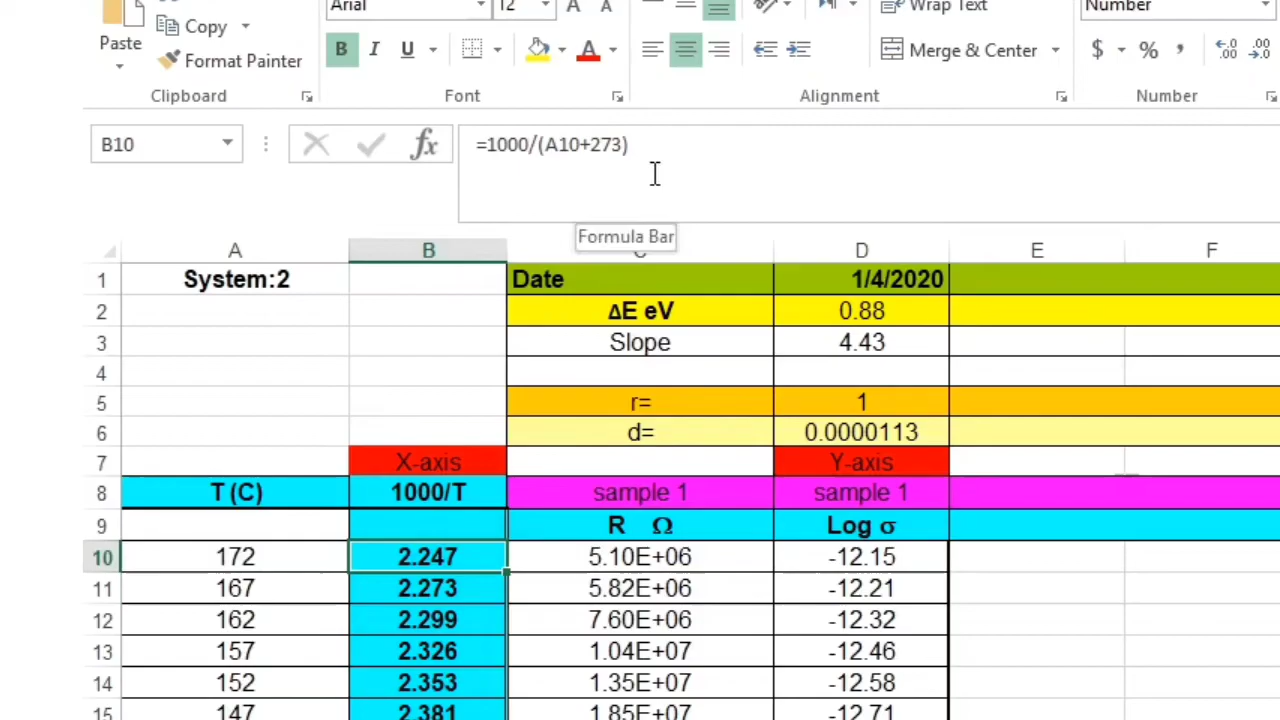 Arial 12 Wrap Text Number
Paste Copy B I U Merge & Center $ % , .00
Format Painter
Clipboard Font Alignment Number
B10 fx =1000/(A10+273)
Formula Bar
A B C D E F
1 System:2 Date 1/4/2020
2 ΔE eV 0.88
3 Slope 4.43
4
5 r= 1
6 d= 0.0000113
7 X-axis Y-axis
8 T (C) 1000/T sample 1 sample 1
9 R Ω Log σ
10 172 2.247 5.10E+06 -12.15
11 167 2.273 5.82E+06 -12.21
12 162 2.299 7.60E+06 -12.32
13 157 2.326 1.04E+07 -12.46
14 152 2.353 1.35E+07 -12.58
15 147 2.381 1.85E+07 -12.71